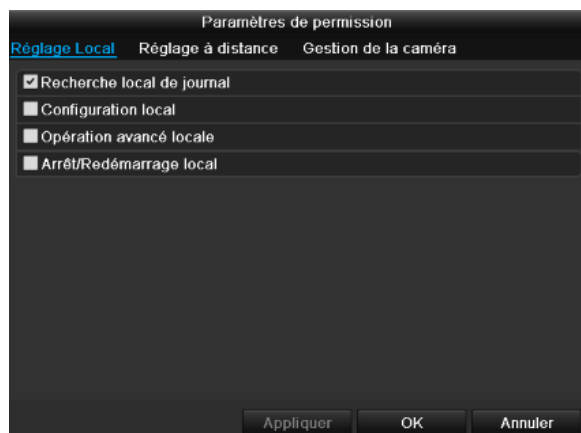 Paramètres de permission
Réglage Local Réglage à distance Gestion de la caméra
Recherche local de journal
Configuration local
Opération avancé locale
Arrêt/Redémarrage local
Appliquer OK Annuler